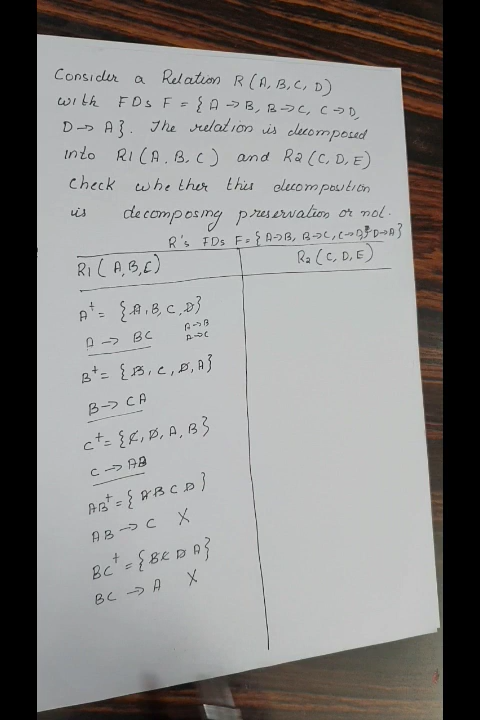 Consider a Relation R(A, B, C, D)
with FDs F = { A → B, B → C, C → D,
D → A}. The relation is decomposed
into R1(A, B, C) and R2(C, D, E)
Check whether this decomposition
is decomposing preservation or not.
R's FDs F = {A→B, B→C, C→D, D→A}
R1(A, B, C)
R2(C, D, E)
A+ = {A, B, C, D}
A → BC
A→B
A→C
B+ = {B, C, D, A}
B → CA
C+ = {C, D, A, B}
C → AB
AB+ = {A B C D}
AB → C X
BC+ = {B C D A}
BC → A X